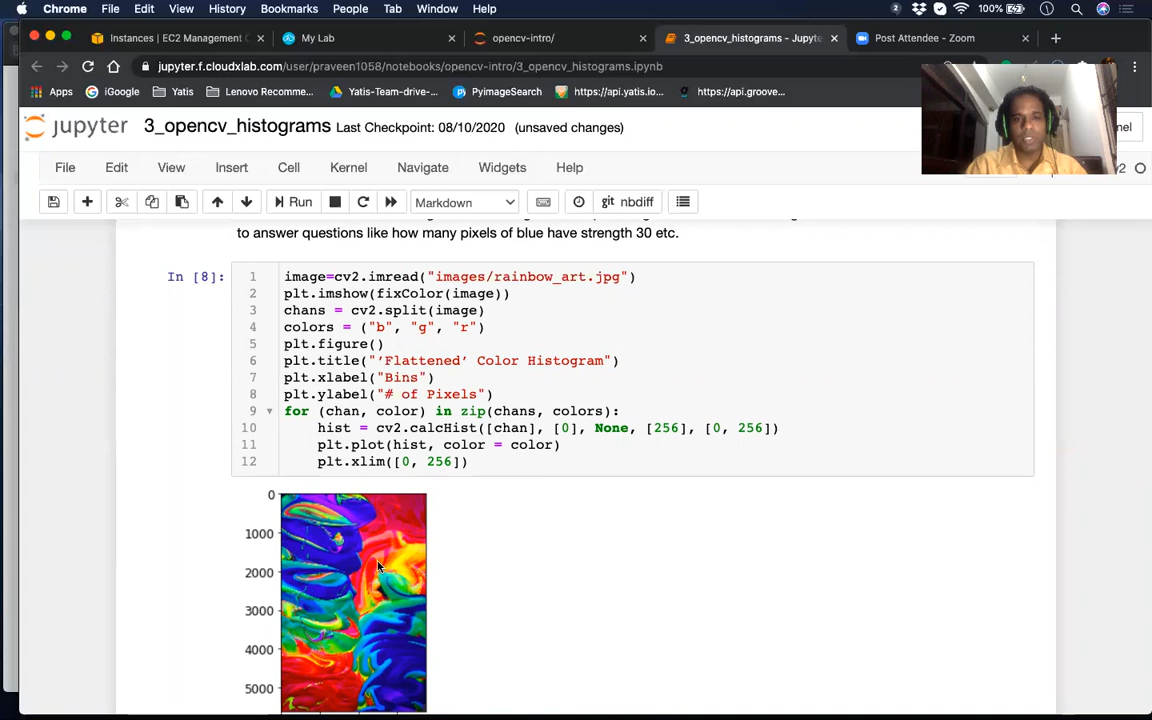 Chrome File Edit View History Bookmarks People Tab Window Help 2 100%
Instances | EC2 Management × My Lab × opencv-intro/ × 3_opencv_histograms - Jupyte × Post Attendee - Zoom × +
jupyter.f.cloudxlab.com/user/praveen1058/notebooks/opencv-intro/3_opencv_histograms.ipynb
Apps iGoogle Yatis Lenovo Recomme... Yatis-Team-drive-... PyimageSearch https://api.yatis.io... https://api.groove...
jupyter 3_opencv_histograms Last Checkpoint: 08/10/2020 (unsaved changes)
File Edit View Insert Cell Kernel Navigate Widgets Help
Run Markdown git nbdiff
to answer questions like how many pixels of blue have strength 30 etc.
In [8]:
1 image=cv2.imread("images/rainbow_art.jpg")
2 plt.imshow(fixColor(image))
3 chans = cv2.split(image)
4 colors = ("b", "g", "r")
5 plt.figure()
6 plt.title("’Flattened’ Color Histogram")
7 plt.xlabel("Bins")
8 plt.ylabel("# of Pixels")
9 for (chan, color) in zip(chans, colors):
10 hist = cv2.calcHist([chan], [0], None, [256], [0, 256])
11 plt.plot(hist, color = color)
12 plt.xlim([0, 256])
0
1000
2000
3000
4000
5000